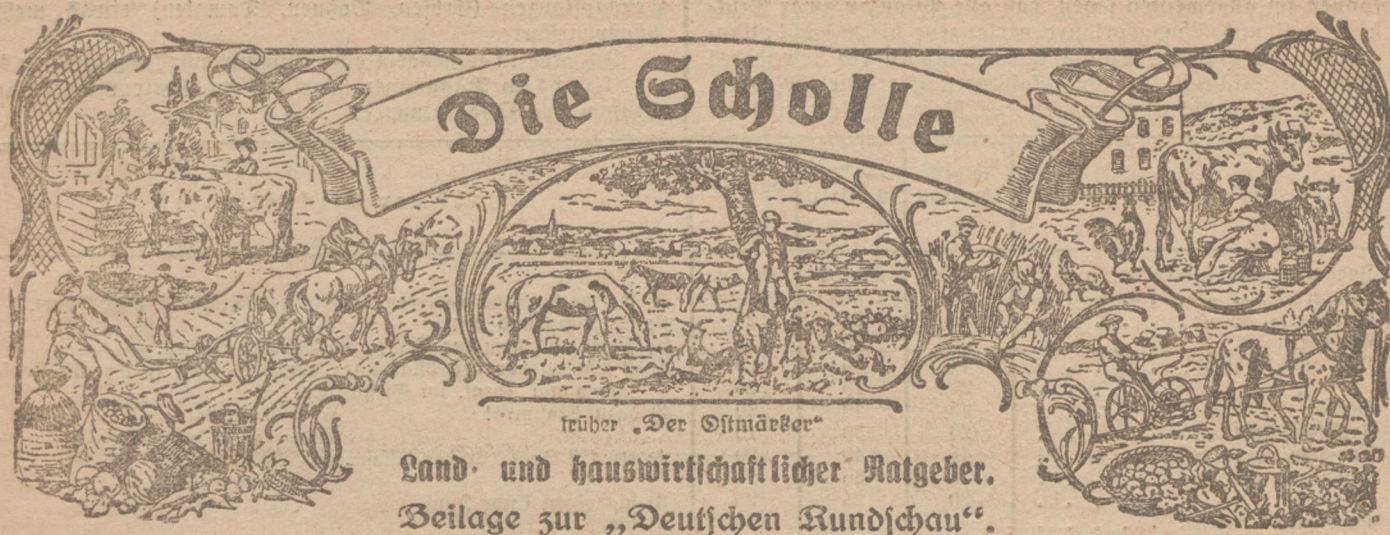 Die Scholle
früher „Der Ostmärker“
Land- und hauswirtschaftlicher Ratgeber.
Beilage zur „Deutschen Rundschau“.